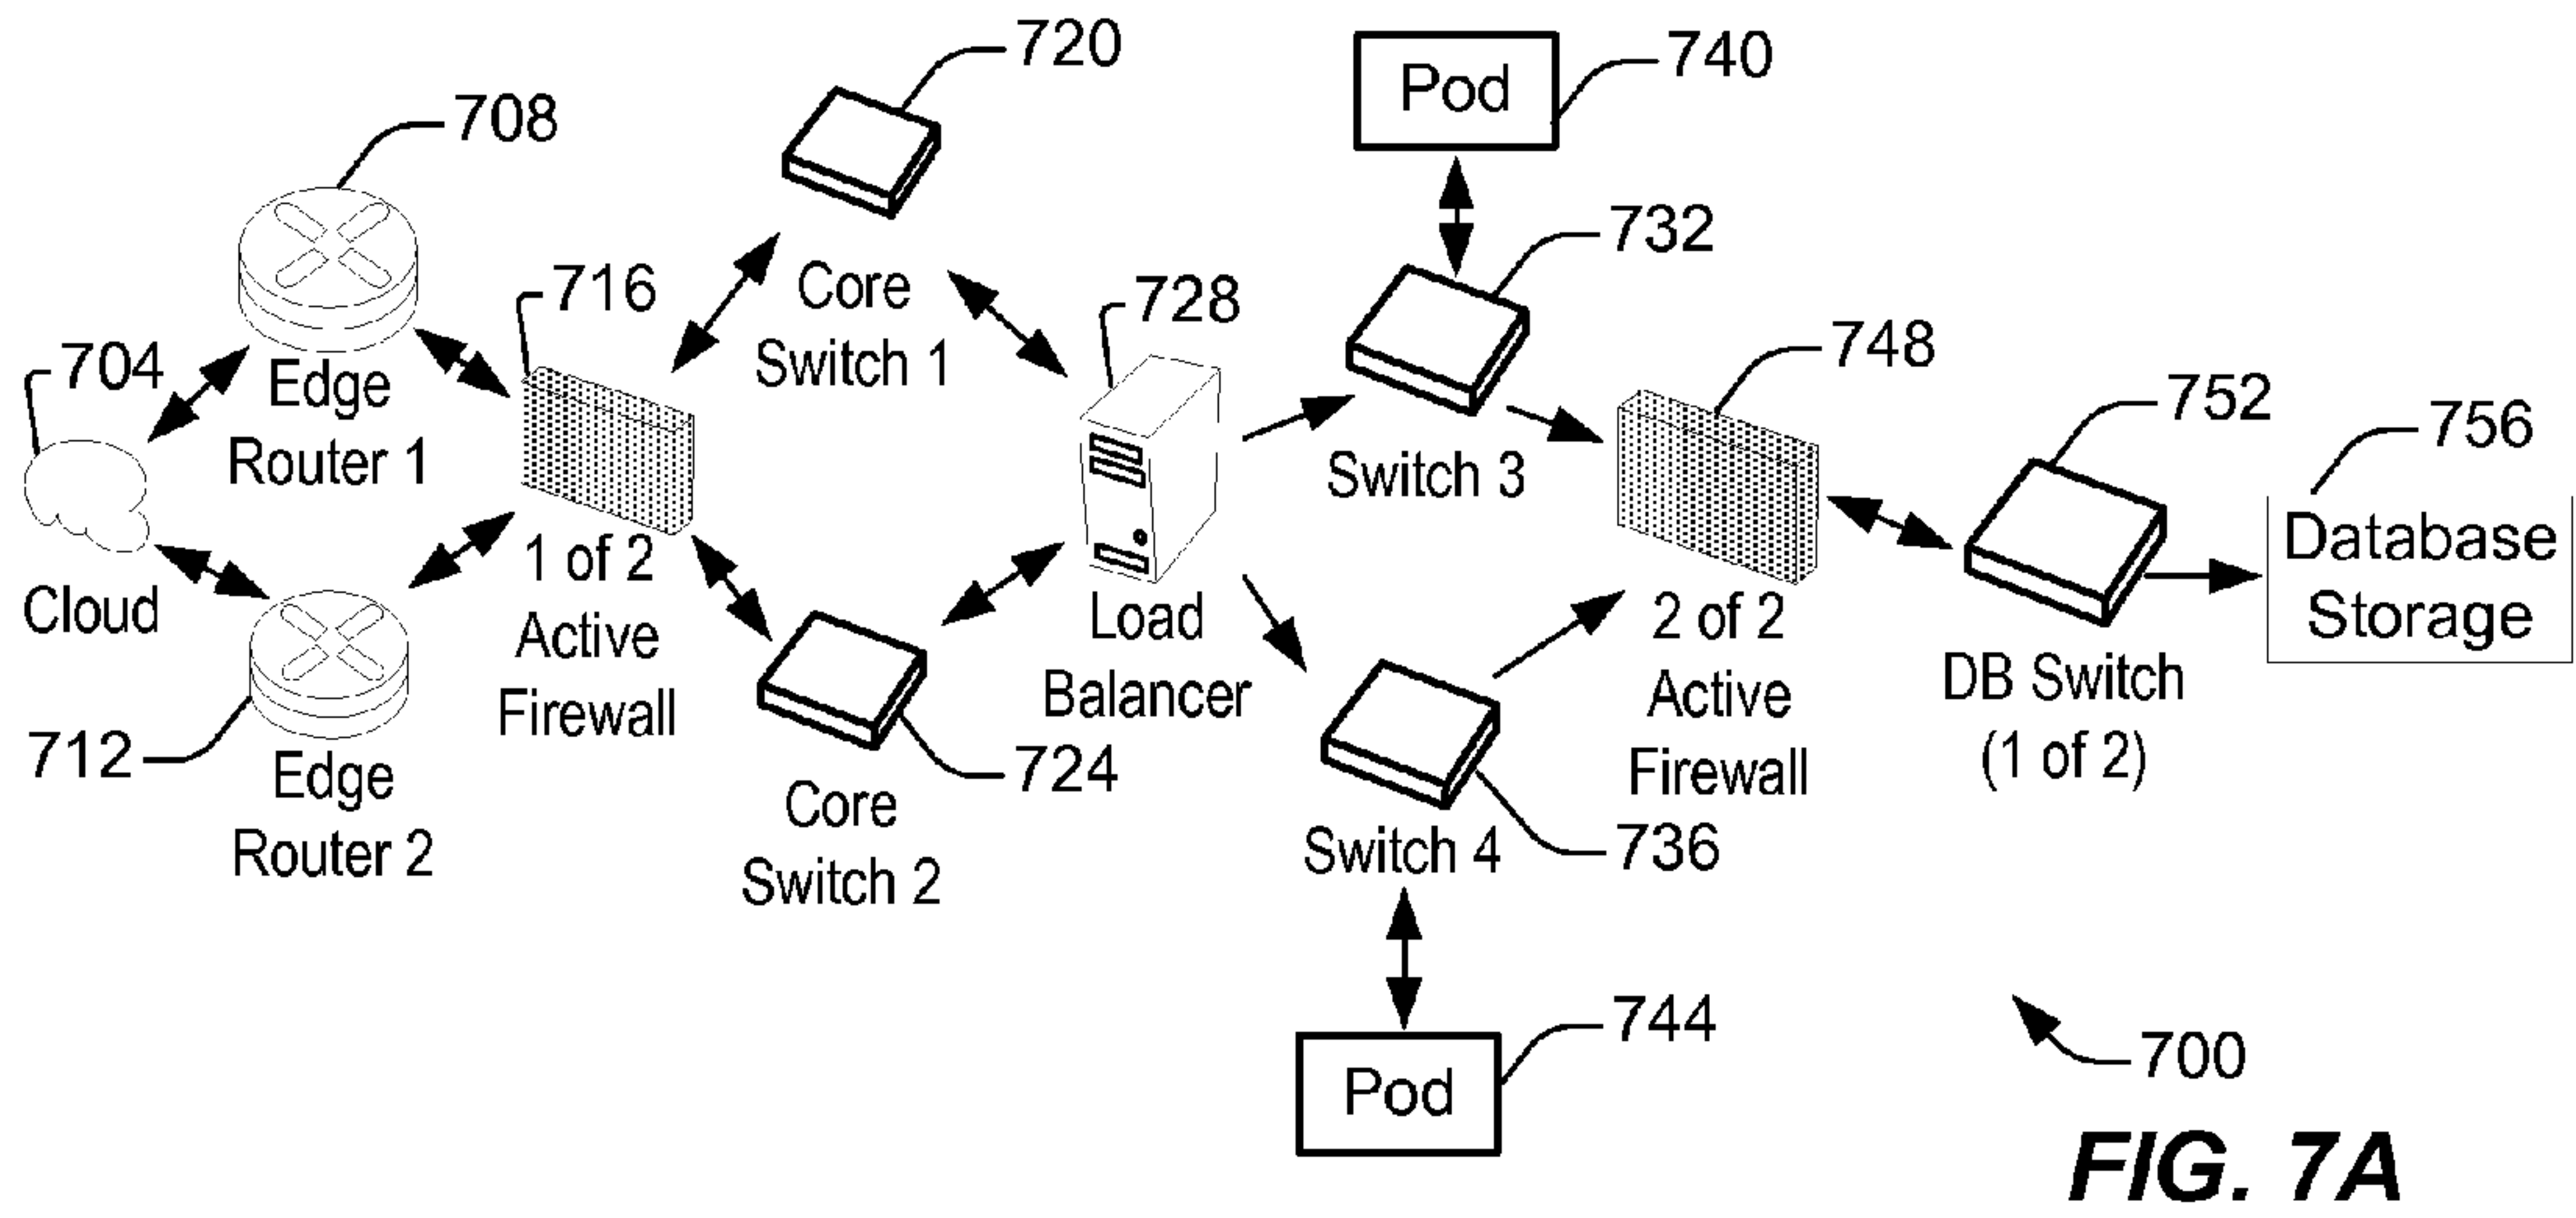 720
Pod
740
708
732
716
Core
Switch 1
728
748
704
Edge
Router 1
752
756
Switch 3
Database
Storage
Cloud
1 of 2
Active
Firewall
Load
Balancer
2 of 2
Active
Firewall
DB Switch
(1 of 2)
712
Edge
Router 2
724
Core
Switch 2
Switch 4
736
744
Pod
700
FIG. 7A